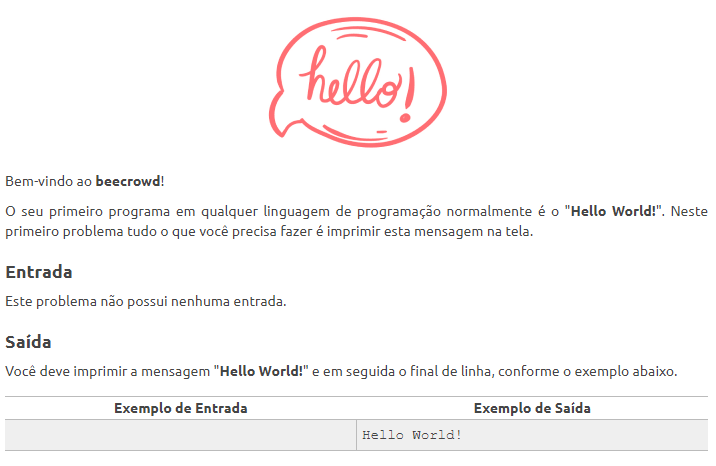 hello!
Bem-vindo ao beecrowd!
O seu primeiro programa em qualquer linguagem de programação normalmente é o "Hello World!". Neste
primeiro problema tudo o que você precisa fazer é imprimir esta mensagem na tela.
Entrada
Este problema não possui nenhuma entrada.
Saída
Você deve imprimir a mensagem "Hello World!" e em seguida o final de linha, conforme o exemplo abaixo.
Exemplo de Entrada Exemplo de Saída
Hello World!